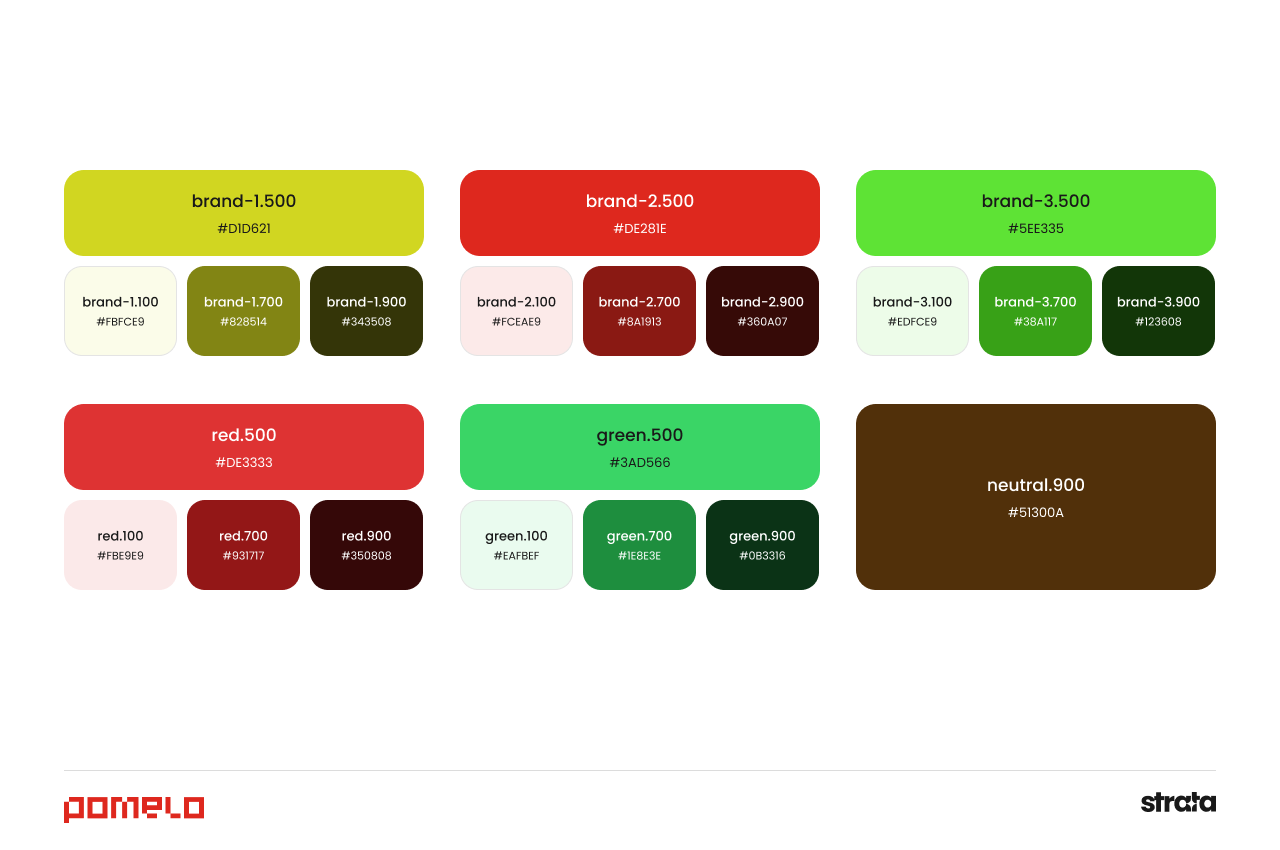 brand-1.500
#D1D621
brand-1.100
#FBFCE9
brand-1.700
#828514
brand-1.900
#343508
brand-2.500
#DE281E
brand-2.100
#FCEAE9
brand-2.700
#8A1913
brand-2.900
#360A07
brand-3.500
#5EE335
brand-3.100
#EDFCE9
brand-3.700
#38A117
brand-3.900
#123608
red.500
#DE3333
red.100
#FBE9E9
red.700
#931717
red.900
#350808
green.500
#3AD566
green.100
#EAFBEF
green.700
#1E8E3E
green.900
#0B3316
neutral.900
#51300A
pomelo
strata